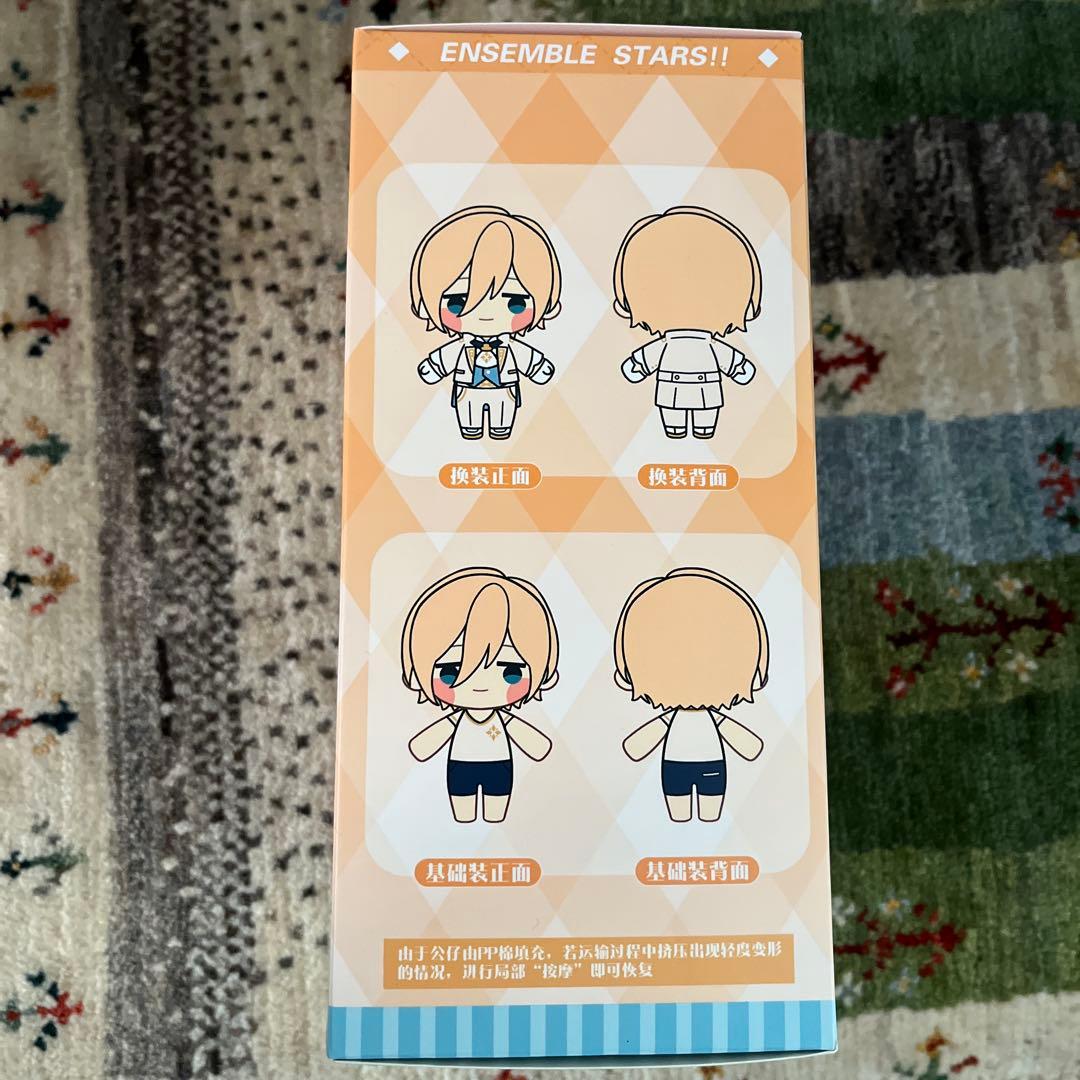 ENSEMBLE STARS!!
换装正面
换装背面
基础装正面
基础装背面
由于公仔由PP棉填充，若运输过程中挤压出现轻度变形
的情况，进行局部“按摩”即可恢复